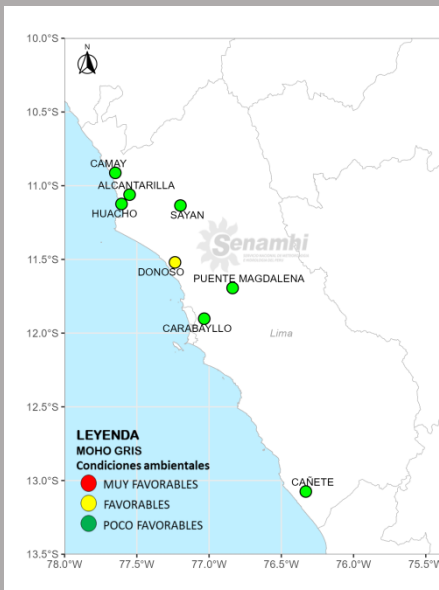 10.0°S
N
10.5°S
CAMAY
11.0°S
ALCANTARILLA
HUACHO
SAYAN
Senamhi
11.5°S
DONOSO
PUENTE MAGDALENA
12.0°S
CARABAYLLO
Lima
12.5°S
LEYENDA
MOHO GRIS
Condiciones ambientales
MUY FAVORABLES
FAVORABLES
POCO FAVORABLES
13.0°S
CAÑETE
13.5°S
78.0°W
77.5°W
77.0°W
76.5°W
76.0°W
75.5°W